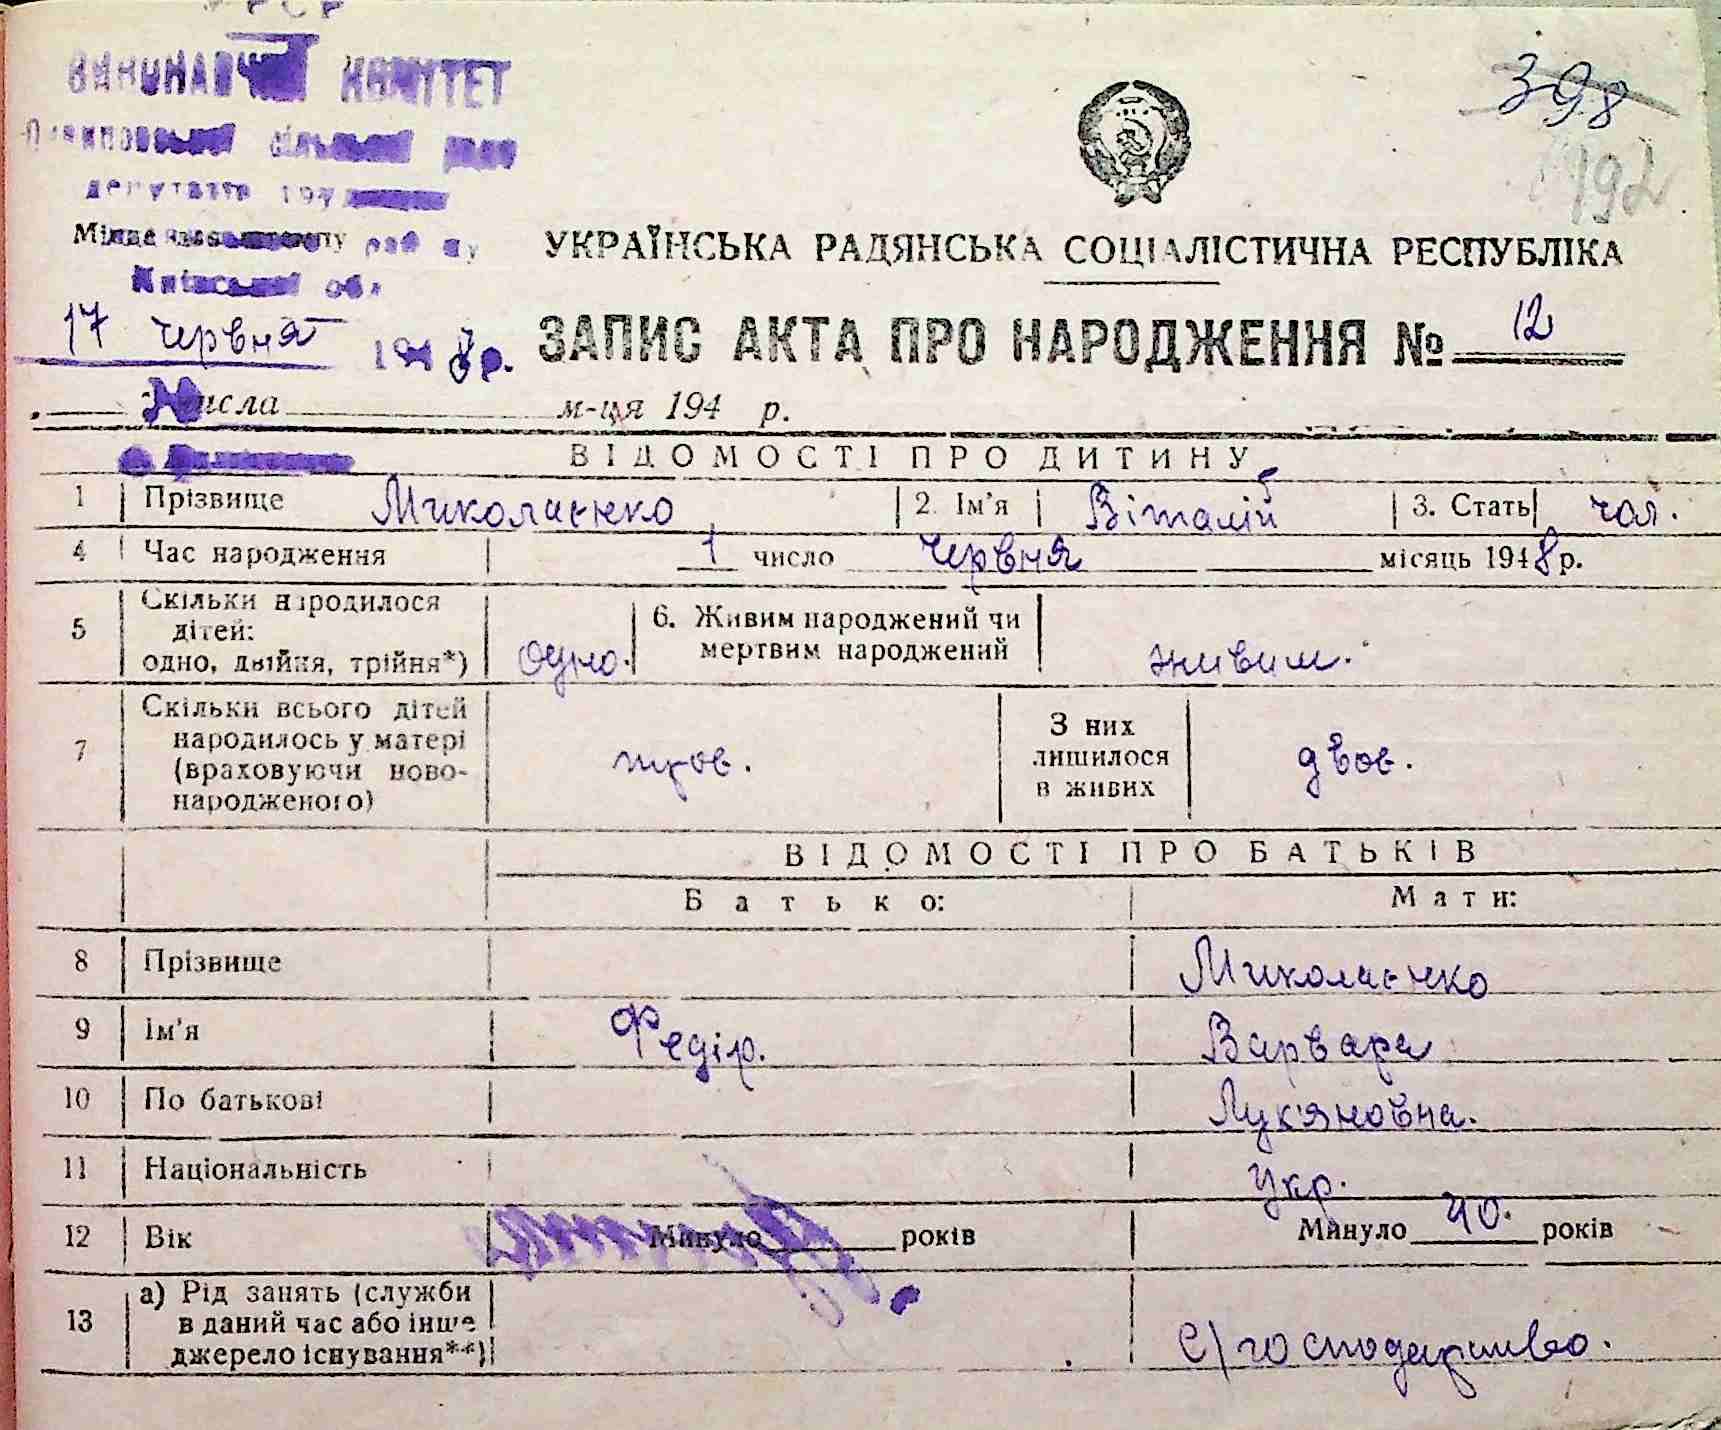 РСР
ВИКОНАВЧИЙ КОМІТЕТ
сільської ради
депутатів
Київської обл
398
192
УКРАЇНСЬКА РАДЯНСЬКА СОЦІАЛІСТИЧНА РЕСПУБЛІКА
17 червня 1948 р.
ЗАПИС АКТА ПРО НАРОДЖЕННЯ № 12
числа м-ця 194 р.
ВІДОМОСТІ ПРО ДИТИНУ
1 Прізвище Миколаєнко 2. Ім'я Віталій 3. Стать чол.
4 Час народження 1 число червня місяць 1948 р.
5 Скільки народилося дітей: одно, двійня, трійня*) одно. 6. Живим народжений чи мертвим народжений живим.
7 Скільки всього дітей народилось у матері (враховуючи ново-народженого) троє. З них лишилося в живих двоє.
ВІДОМОСТІ ПРО БАТЬКІВ
Батько: Мати:
8 Прізвище Миколаєнко
9 Ім'я Федір. Варвара
10 По батькові Лук'яновна.
11 Національність Укр.
12 Вік Минуло років Минуло 40. років
13 а) Рід занять (служби в даний час або інше джерело існування**) с/господарство.